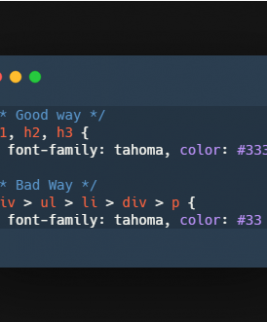 * Good way */
1, h2, h3 {
font-family: tahoma, color: #333
* Bad Way */
iv > ul > li > div > p {
font-family: tahoma, color: #33